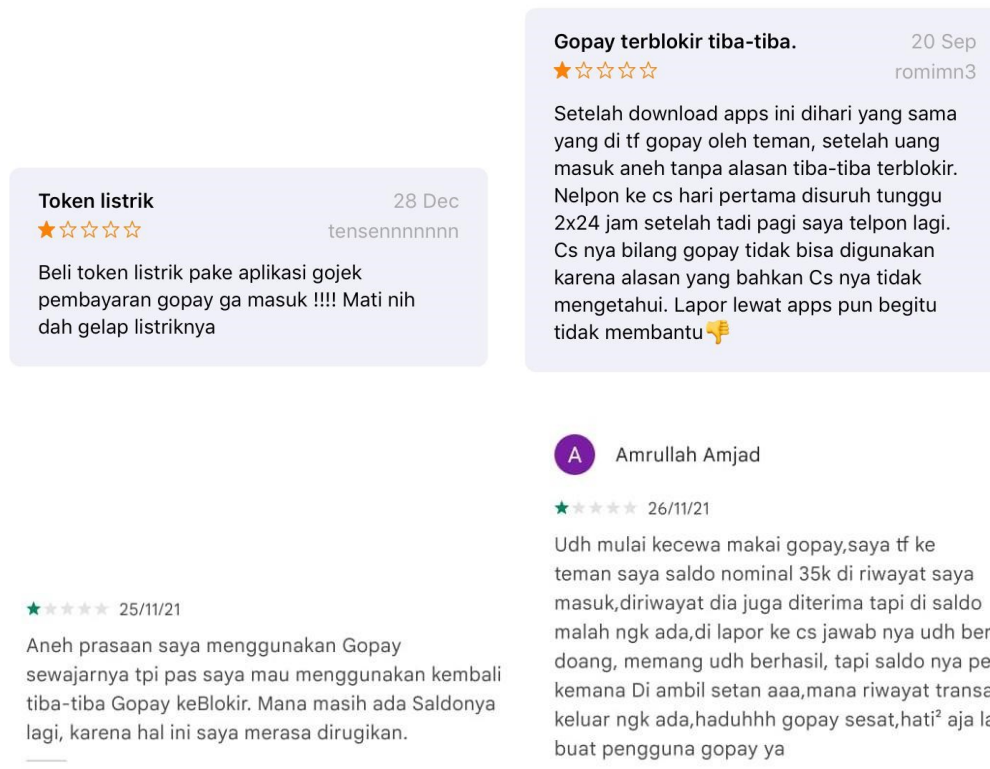 Token listrik
28 Dec
tensennnnnnn
Beli token listrik pake aplikasi gojek
pembayaran gopay ga masuk !!!! Mati nih
dah gelap listriknya
Gopay terblokir tiba-tiba.
20 Sep
romimn3
Setelah download apps ini dihari yang sama
yang di tf gopay oleh teman, setelah uang
masuk aneh tanpa alasan tiba-tiba terblokir.
Nelpon ke cs hari pertama disuruh tunggu
2x24 jam setelah tadi pagi saya telpon lagi.
Cs nya bilang gopay tidak bisa digunakan
karena alasan yang bahkan Cs nya tidak
mengetahui. Lapor lewat apps pun begitu
tidak membantu👎
25/11/21
Aneh prasaan saya menggunakan Gopay
sewajarnya tpi pas saya mau menggunakan kembali
tiba-tiba Gopay keBlokir. Mana masih ada Saldonya
lagi, karena hal ini saya merasa dirugikan.
A
Amrullah Amjad
26/11/21
Udh mulai kecewa makai gopay,saya tf ke
teman saya saldo nominal 35k di riwayat saya
masuk,diriwayat dia juga diterima tapi di saldo
malah ngk ada,di lapor ke cs jawab nya udh
doang, memang udh berhasil, tapi saldo nya
kemana Di ambil setan aaa,mana riwayat
keluar ngk ada,haduhhh gopay sesat,hati² aja
buat pengguna gopay ya